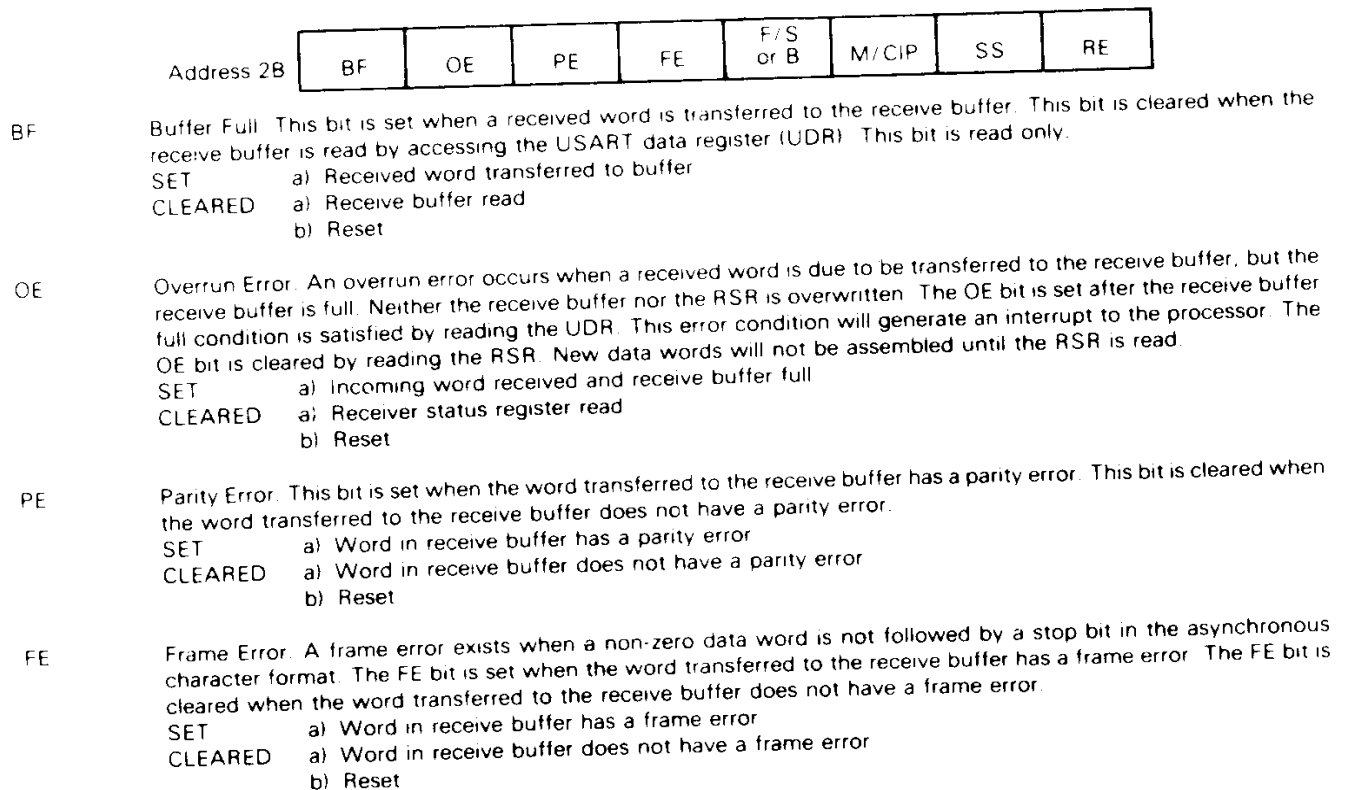 Address 2B BF OE PE FE F/S or B M/CIP SS RE
BF Buffer Full This bit is set when a received word is transferred to the receive buffer. This bit is cleared when the
receive buffer is read by accessing the USART data register (UDR) This bit is read only.
SET a) Received word transferred to buffer
CLEARED a) Receive buffer read
b) Reset
OE Overrun Error. An overrun error occurs when a received word is due to be transferred to the receive buffer, but the
receive buffer is full. Neither the receive buffer nor the RSR is overwritten The OE bit is set after the receive buffer
full condition is satisfied by reading the UDR. This error condition will generate an interrupt to the processor. The
OE bit is cleared by reading the RSR. New data words will not be assembled until the RSR is read.
SET a) Incoming word received and receive buffer full
CLEARED a) Receiver status register read
b) Reset
PE Parity Error. This bit is set when the word transferred to the receive buffer has a parity error. This bit is cleared when
the word transferred to the receive buffer does not have a parity error.
SET a) Word in receive buffer has a parity error
CLEARED a) Word in receive buffer does not have a parity error
b) Reset
FE Frame Error. A frame error exists when a non-zero data word is not followed by a stop bit in the asynchronous
character format. The FE bit is set when the word transferred to the receive buffer has a frame error The FE bit is
cleared when the word transferred to the receive buffer does not have a frame error.
SET a) Word in receive buffer has a frame error
CLEARED a) Word in receive buffer does not have a frame error
b) Reset